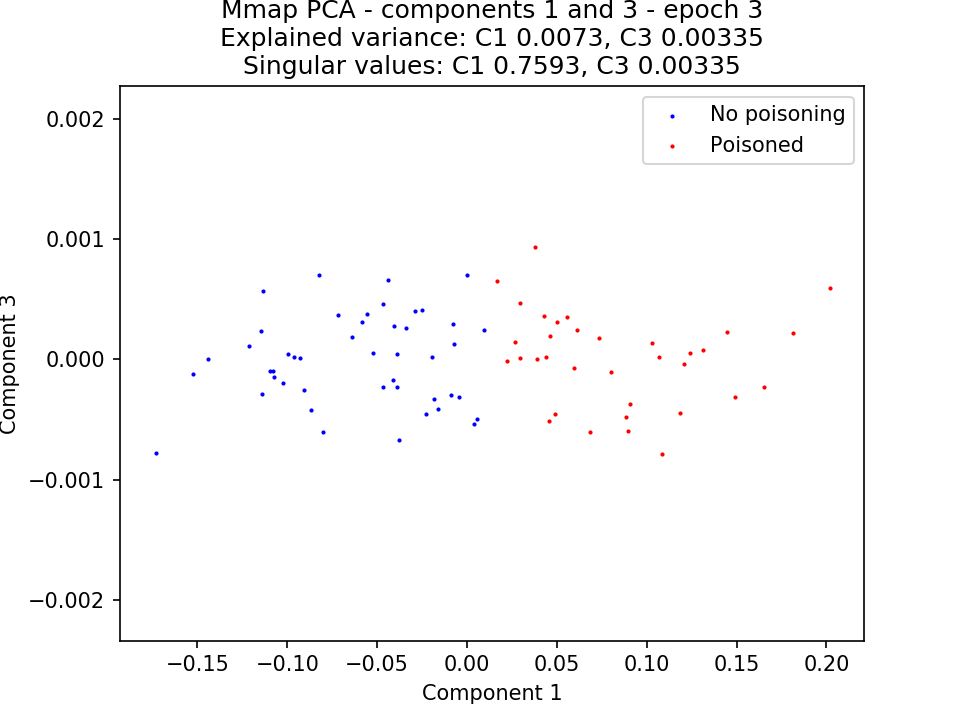 Mmap PCA - components 1 and 3 - epoch 3
Explained variance: C1 0.0073, C3 0.00335
Singular values: C1 0.7593, C3 0.00335
No poisoning
Poisoned
Component 3
0.002
0.001
0.000
−0.001
−0.002
−0.15
−0.10
−0.05
0.00
0.05
0.10
0.15
0.20
Component 1